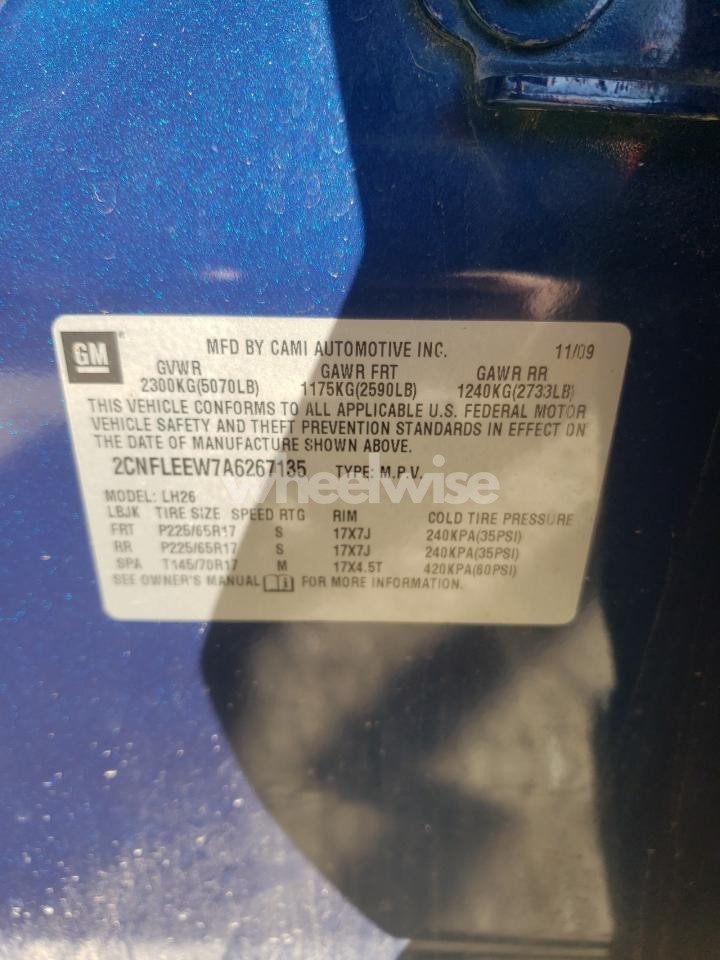 GM
MFD BY CAMI AUTOMOTIVE INC. 11/09
GVWR GAWR FRT GAWR RR
2300KG(5070LB) 1175KG(2590LB) 1240KG(2733LB)
THIS VEHICLE CONFORMS TO ALL APPLICABLE U.S. FEDERAL MOTOR
VEHICLE SAFETY AND THEFT PREVENTION STANDARDS IN EFFECT ON
THE DATE OF MANUFACTURE SHOWN ABOVE.
2CNFLEEW7A6267135 TYPE: M.P.V.
wheelwise
MODEL: LH26
LBJK TIRE SIZE SPEED RTG RIM COLD TIRE PRESSURE
FRT P225/65R17 S 17X7J 240KPA(35PSI)
RR P225/65R17 S 17X7J 240KPA(35PSI)
SPA T145/70R17 M 17X4.5T 420KPA(60PSI)
SEE OWNER'S MANUAL FOR MORE INFORMATION.